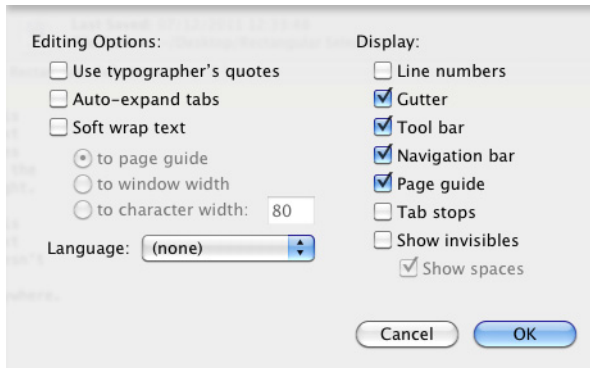 Last Saved: 
Editing Options:
Use typographer's quotes
Auto-expand tabs
Soft wrap text
to page guide
to window width
to character width: 80
Language: (none)
Display:
Line numbers
Gutter
Tool bar
Navigation bar
Page guide
Tab stops
Show invisibles
Show spaces
Cancel OK